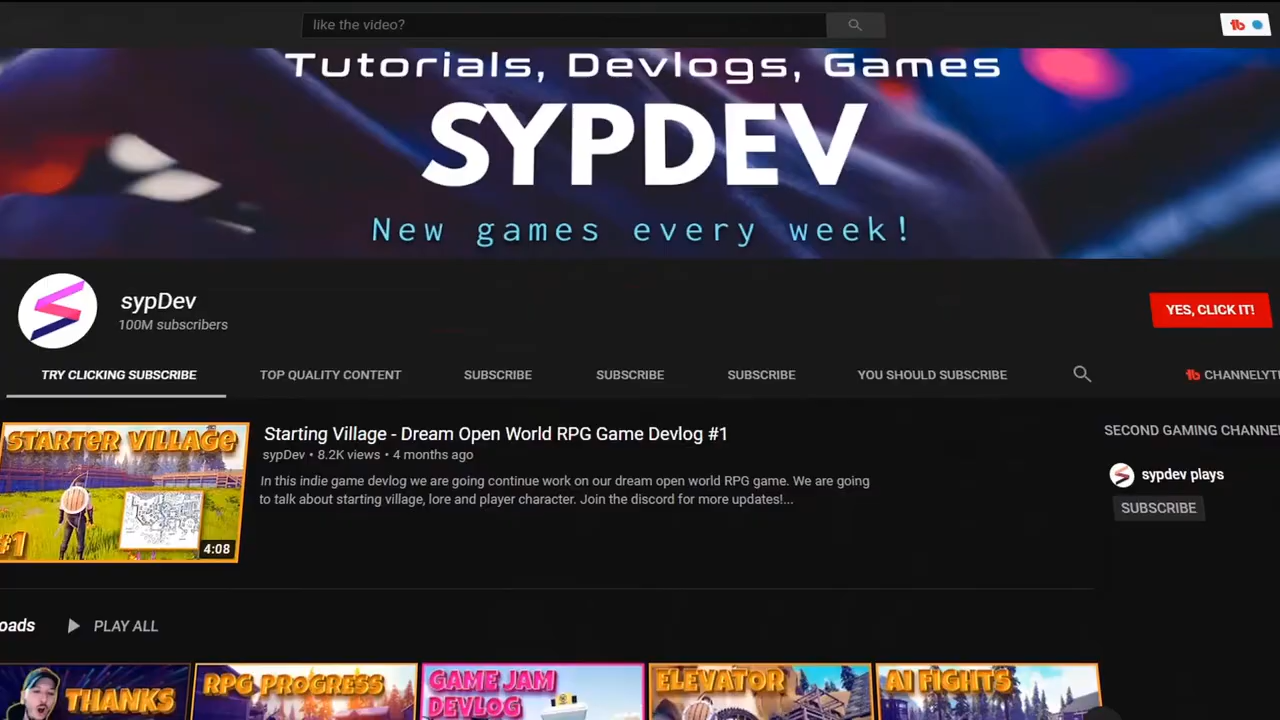 like the video?
Tutorials, Devlogs, Games
SYPDEV
New games every week!
sypDev
100M subscribers
YES, CLICK IT!
TRY CLICKING SUBSCRIBE
TOP QUALITY CONTENT
SUBSCRIBE
SUBSCRIBE
SUBSCRIBE
YOU SHOULD SUBSCRIBE
CHANNELYTI
STARTER VILLAGE
#1
4:08
Starting Village - Dream Open World RPG Game Devlog #1
sypDev • 8.2K views • 4 months ago
In this indie game devlog we are going continue work on our dream open world RPG game. We are going
to talk about starting village, lore and player character. Join the discord for more updates!...
SECOND GAMING CHANNE
sypdev plays
SUBSCRIBE
oads
PLAY ALL
THANKS
RPG PROGRESS
GAME JAM
DEVLOG
ELEVATOR
AI FIGHTS